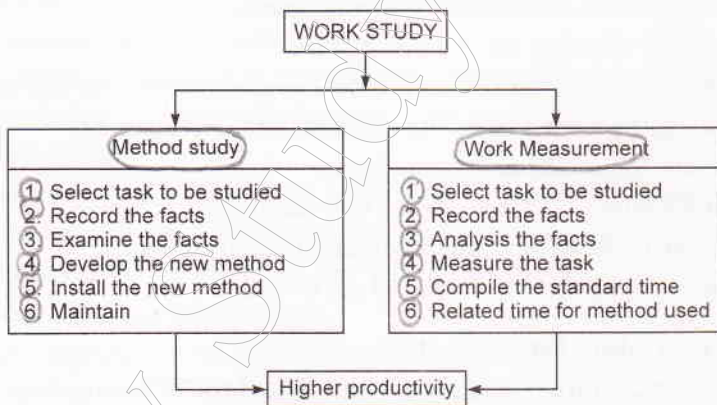 WORK STUDY
Method study
1 Select task to be studied
2. Record the facts
3. Examine the facts
4. Develop the new method
5. Install the new method
6 Maintain
Work Measurement
1. Select task to be studied
2. Record the facts
3. Analysis the facts
4. Measure the task
5. Compile the standard time
6. Related time for method used
Higher productivity
Study